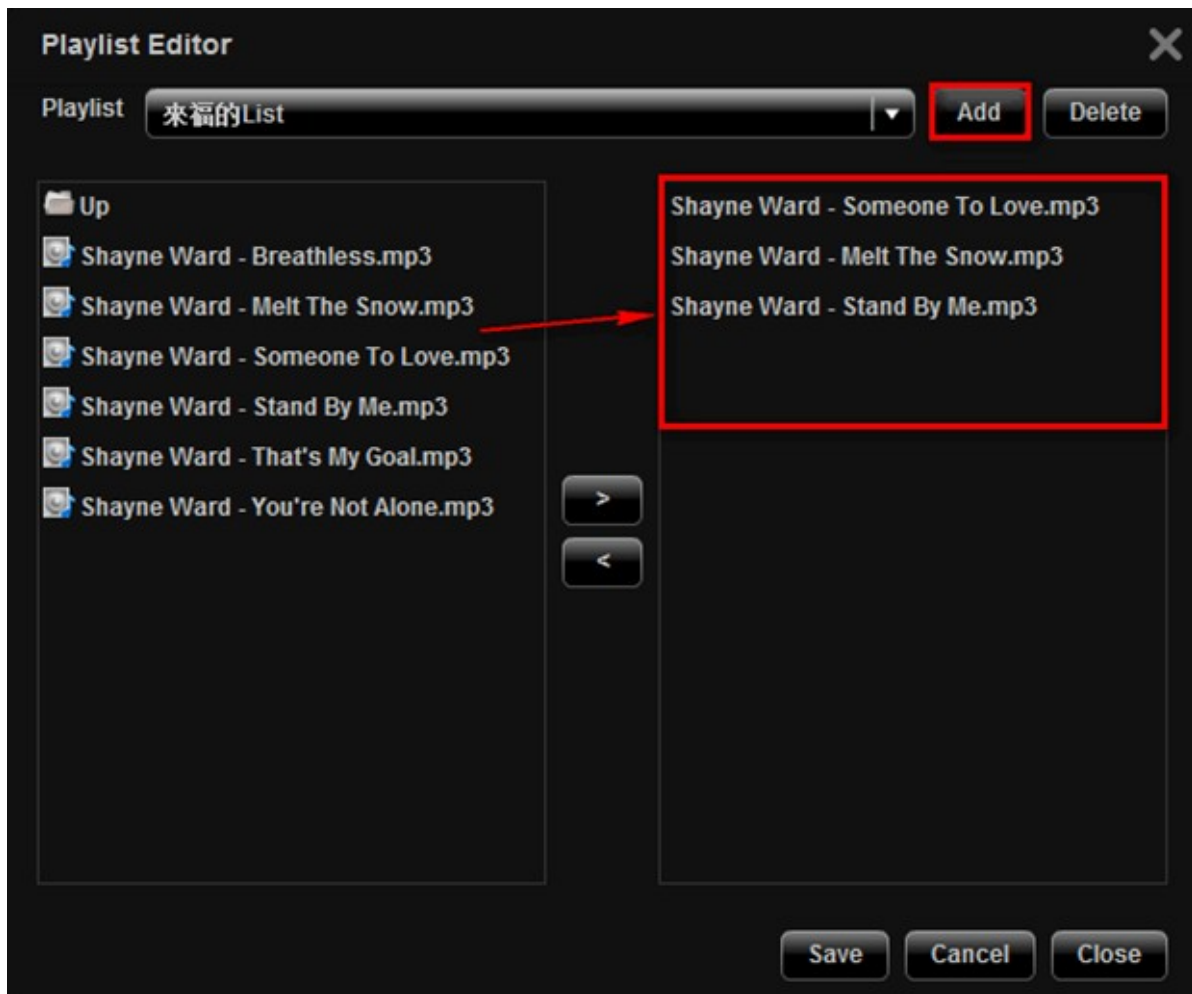 Playlist Editor
Playlist 來福的List Add Delete
Up
Shayne Ward - Breathless.mp3
Shayne Ward - Melt The Snow.mp3
Shayne Ward - Someone To Love.mp3
Shayne Ward - Stand By Me.mp3
Shayne Ward - That's My Goal.mp3
Shayne Ward - You're Not Alone.mp3
>
<
Shayne Ward - Someone To Love.mp3
Shayne Ward - Melt The Snow.mp3
Shayne Ward - Stand By Me.mp3
Save Cancel Close